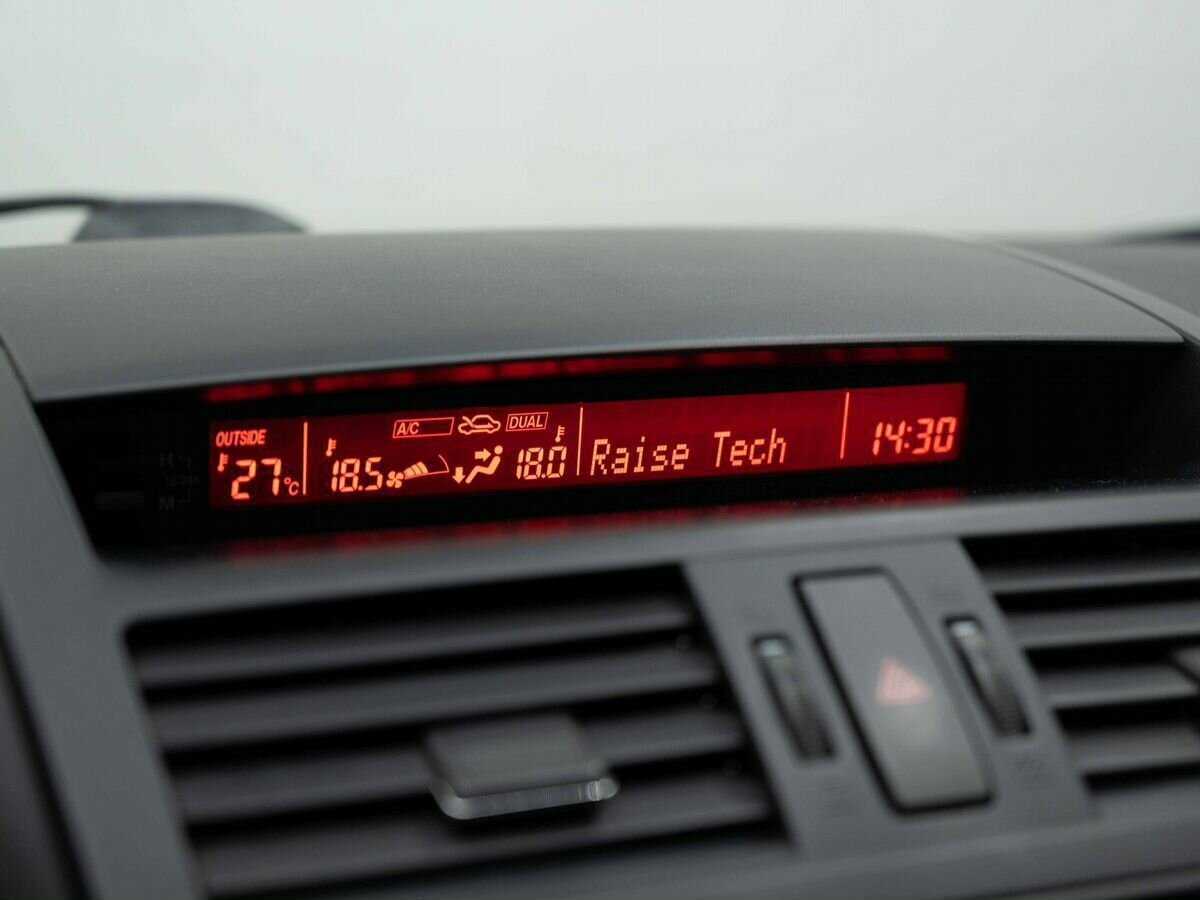 OUTSIDE
27°C
A/C DUAL
18.5 18.0
Raise Tech
14:30
H
M